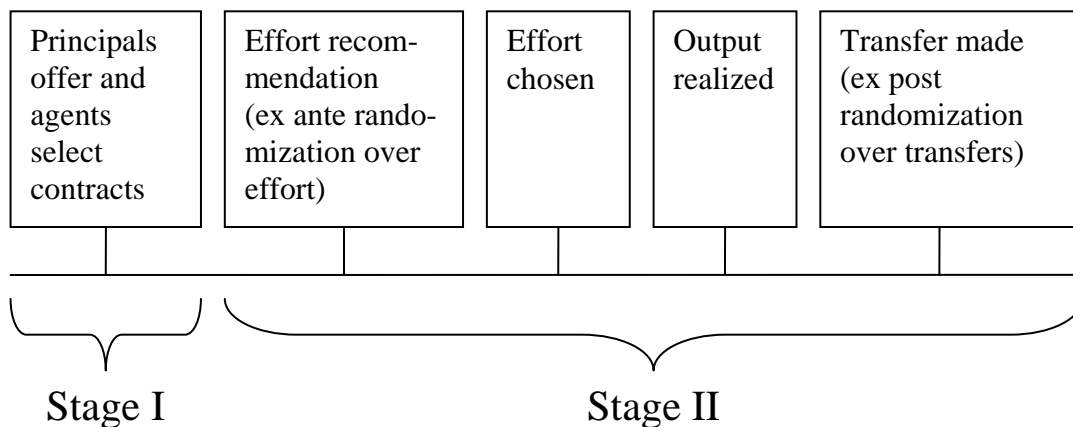 Principals
offer and
agents
select
contracts
Effort recom-
mendation
(ex ante rando-
mization over
effort)
Effort
chosen
Output
realized
Transfer made
(ex post
randomization
over transfers)
Stage I
Stage II